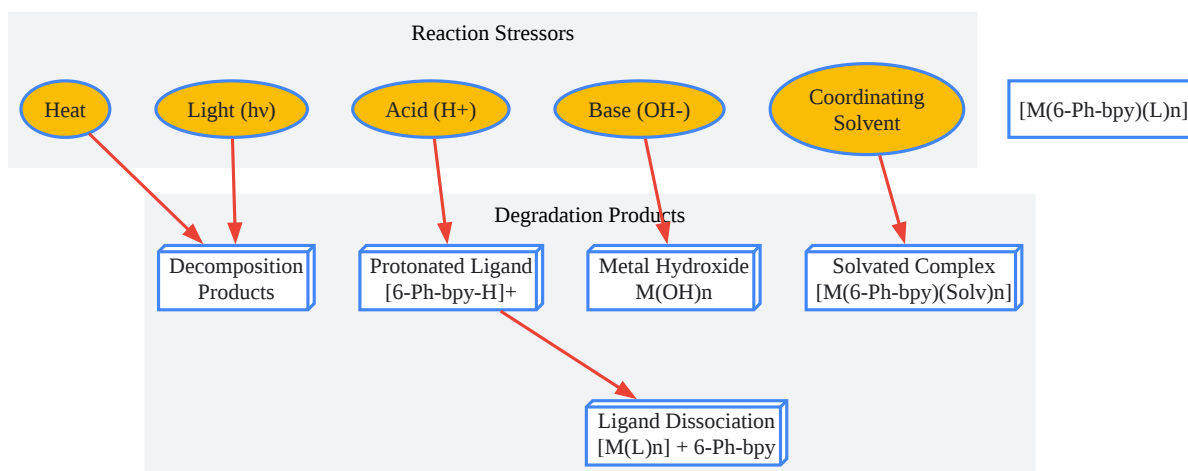 Reaction Stressors
Heat
Light (hν)
Acid (H+)
Base (OH-)
Coordinating
Solvent
[M(6-Ph-bpy)(L)n]
Degradation Products
Decomposition
Products
Protonated Ligand
[6-Ph-bpy-H]+
Metal Hydroxide
M(OH)n
Solvated Complex
[M(6-Ph-bpy)(Solv)n]
Ligand Dissociation
[M(L)n] + 6-Ph-bpy